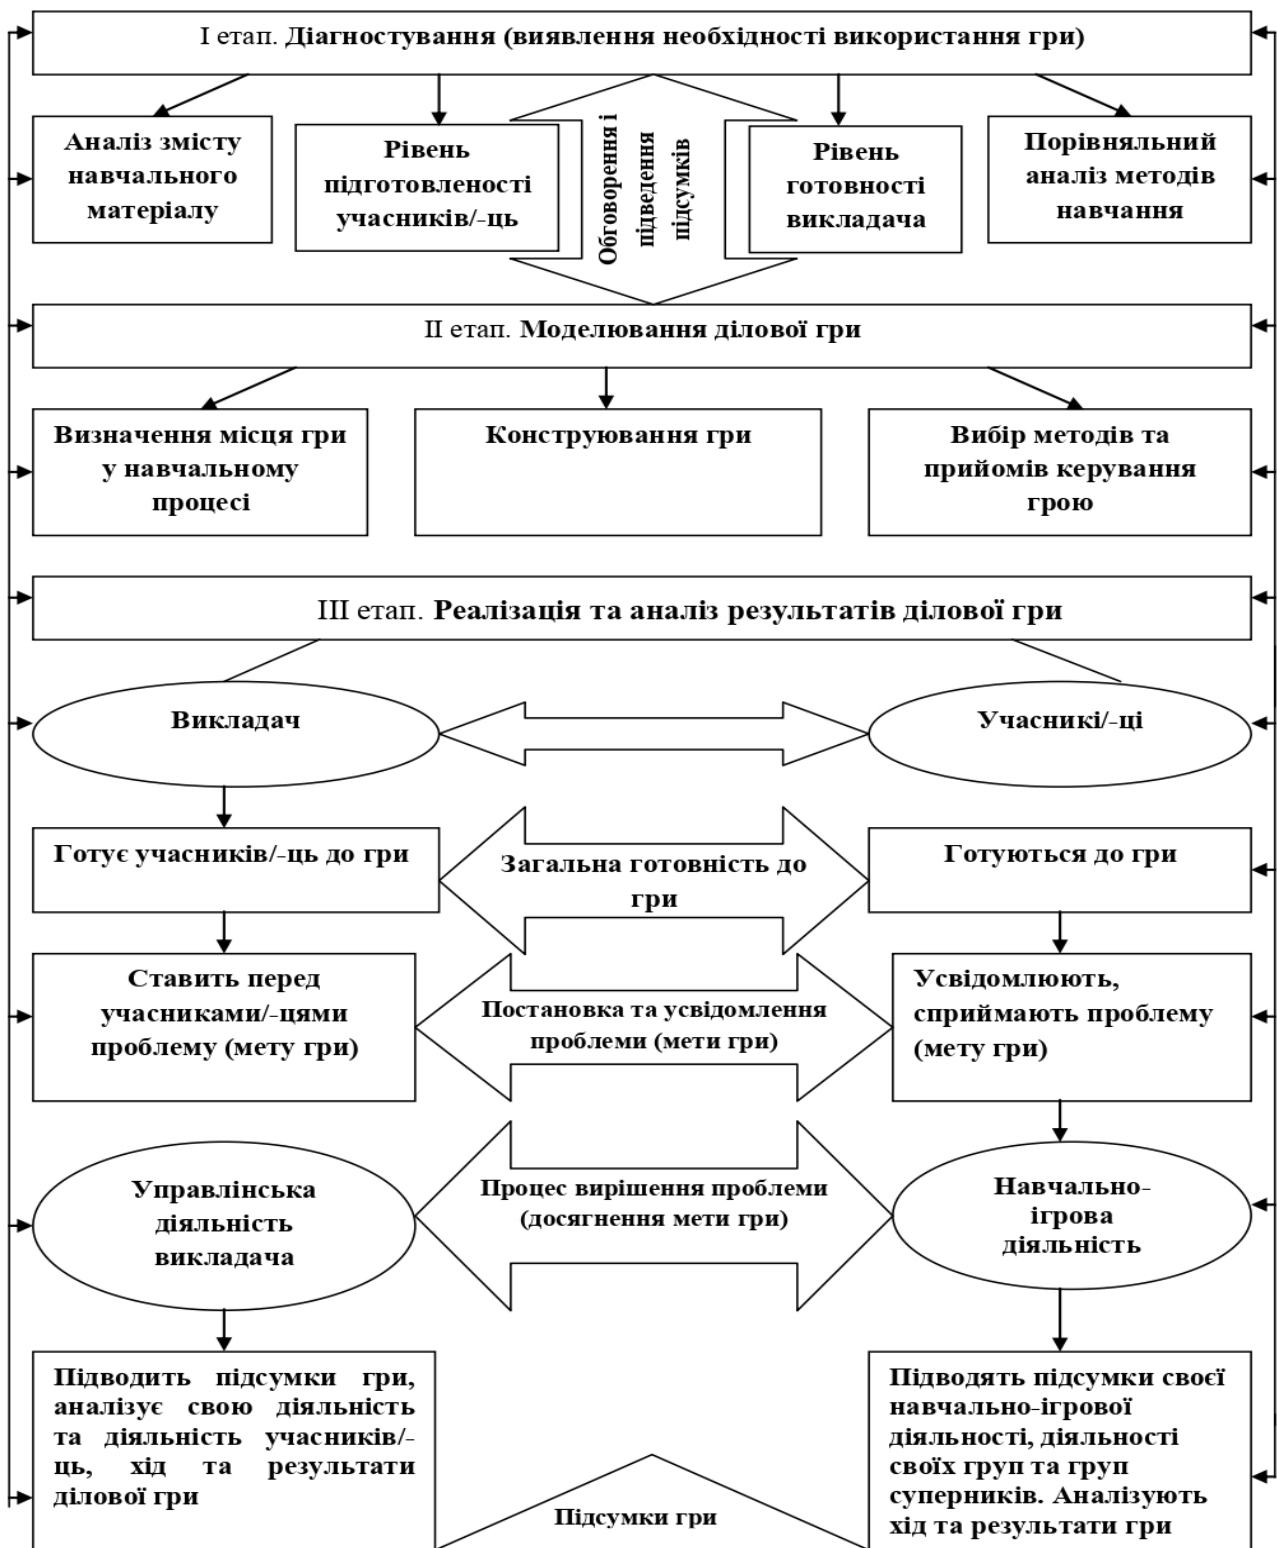 І етап. Діагностування (виявлення необхідності використання гри)
Аналіз змісту
навчального
матеріалу
Рівень
підготовленості
учасників/-ць
Обговорення і
підведення
підсумків
Рівень
готовності
викладача
Порівняльний
аналіз методів
навчання
ІІ етап. Моделювання ділової гри
Визначення місця гри
у навчальному
процесі
Конструювання гри
Вибір методів та
прийомів керування
грою
ІІІ етап. Реалізація та аналіз результатів ділової гри
Викладач
Учасникі/-ці
Готує учасників/-ць до гри
Загальна готовність до
гри
Готуються до гри
Ставить перед
учасниками/-цями
проблему (мету гри)
Постановка та усвідомлення
проблеми (мети гри)
Усвідомлюють,
сприймають проблему
(мету гри)
Управлінська
діяльність
викладача
Процес вирішення проблеми
(досягнення мети гри)
Навчально-
ігрова
діяльність
Підводить підсумки гри,
аналізує свою діяльність
та діяльність учасників/-
ць, хід та результати
ділової гри
Підсумки гри
Підводять підсумки своєї
навчально-ігрової
діяльності, діяльності
своїх груп та груп
суперників. Аналізують
хід та результати гри